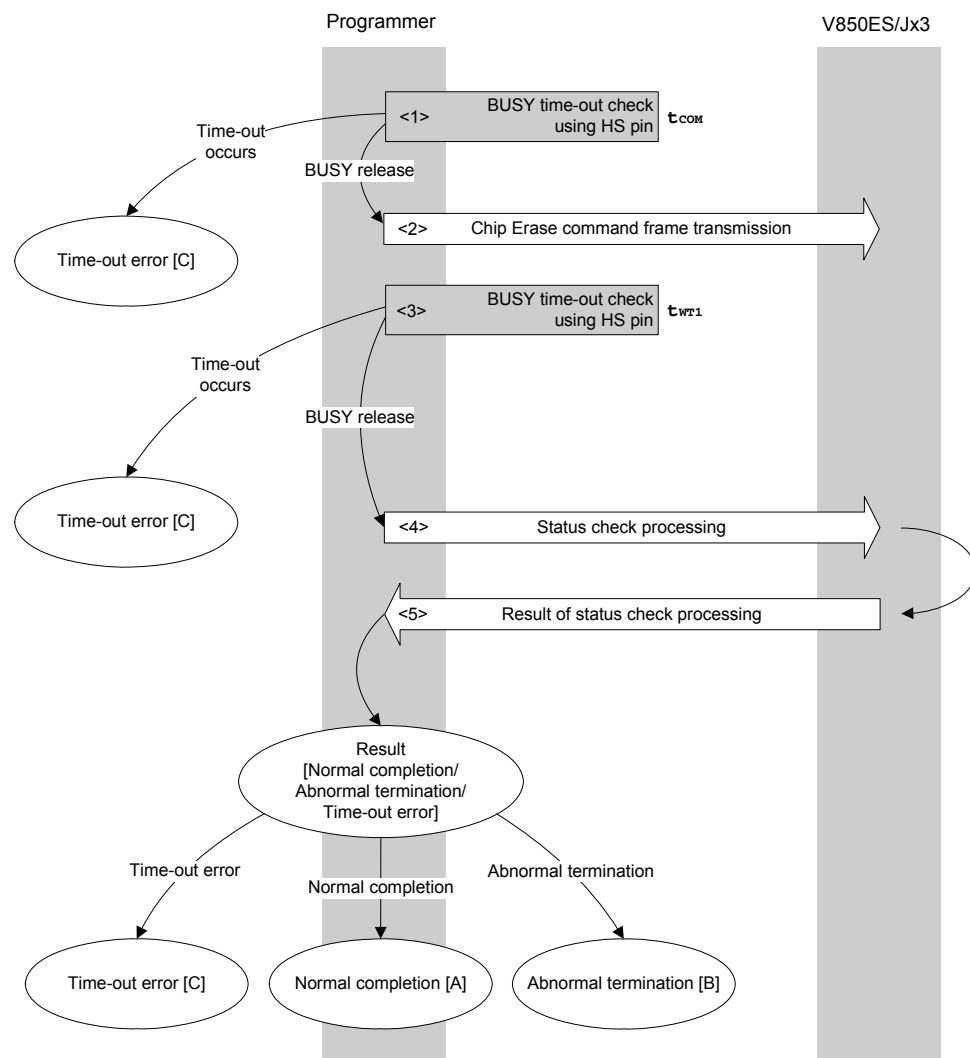 Programmer
V850ES/Jx3
<1>
BUSY time-out check
using HS pin
tCOM
Time-out
occurs
BUSY release
<2>
Chip Erase command frame transmission
Time-out error [C]
<3>
BUSY time-out check
using HS pin
tWT1
Time-out
occurs
BUSY release
Time-out error [C]
<4>
Status check processing
<5>
Result of status check processing
Result
[Normal completion/
Abnormal termination/
Time-out error]
Time-out error
Normal completion
Abnormal termination
Time-out error [C]
Normal completion [A]
Abnormal termination [B]